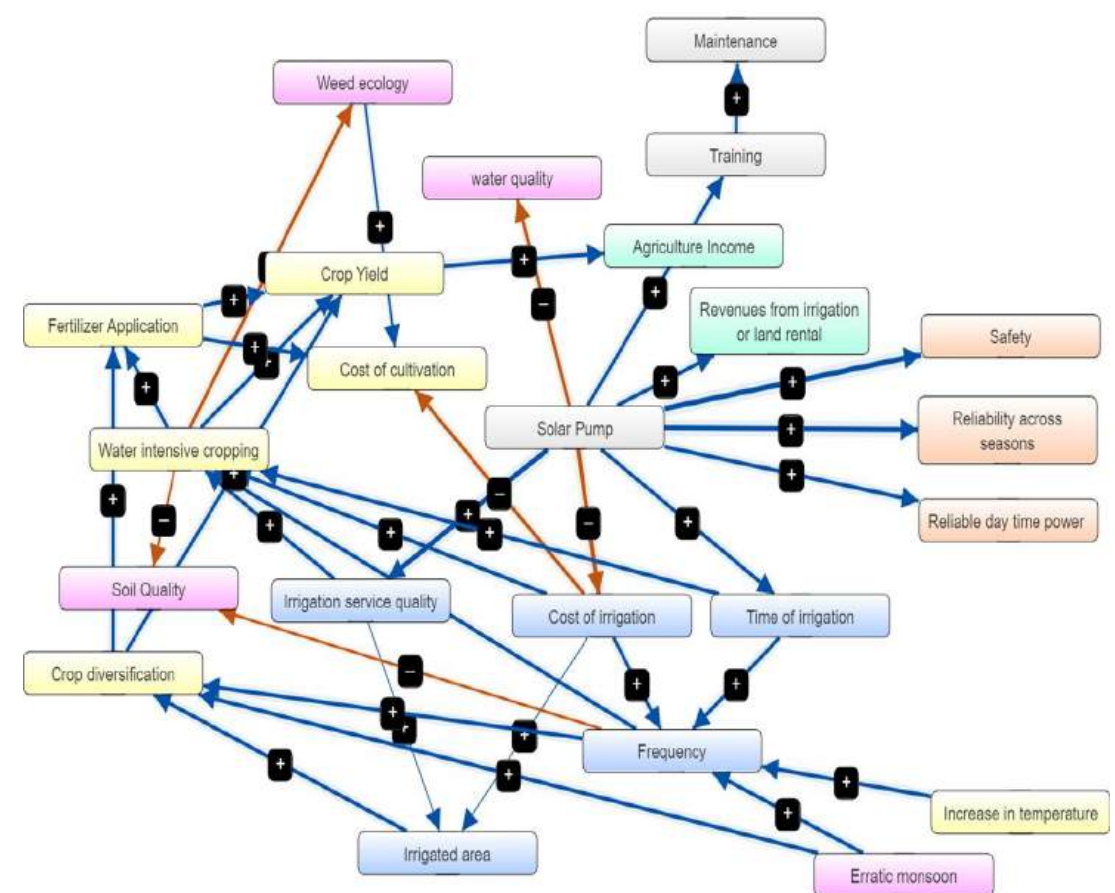 Maintenance
Weed ecology
Training
water quality
Agriculture Income
Crop Yield
Revenues from irrigation
or land rental
Fertilizer Application
Safety
Cost of cultivation
Solar Pump
Reliability across
seasons
Water intensive cropping
Reliable day time power
Soil Quality
Irrigation service quality
Cost of irrigation
Time of irrigation
Crop diversification
Frequency
Increase in temperature
Irrigated area
Erratic monsoon